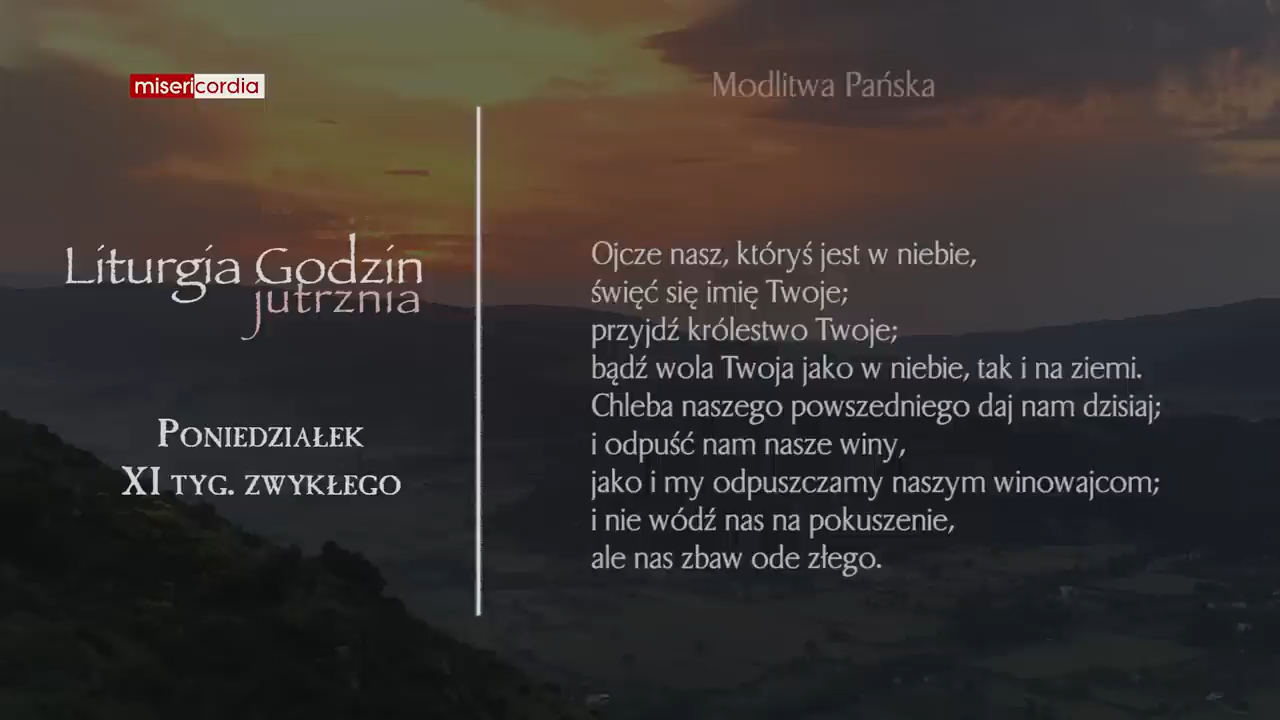 misericordia
Liturgia Godzin
jutrznia
Poniedziałek
XI tyg. zwykłego
Modlitwa Pańska
Ojcze nasz, któryś jest w niebie,
święć się imię Twoje;
przyjdź królestwo Twoje;
bądź wola Twoja jako w niebie, tak i na ziemi.
Chleba naszego powszedniego daj nam dzisiaj;
i odpuść nam nasze winy,
jako i my odpuszczamy naszym winowajcom;
i nie wódź nas na pokuszenie,
ale nas zbaw ode złego.